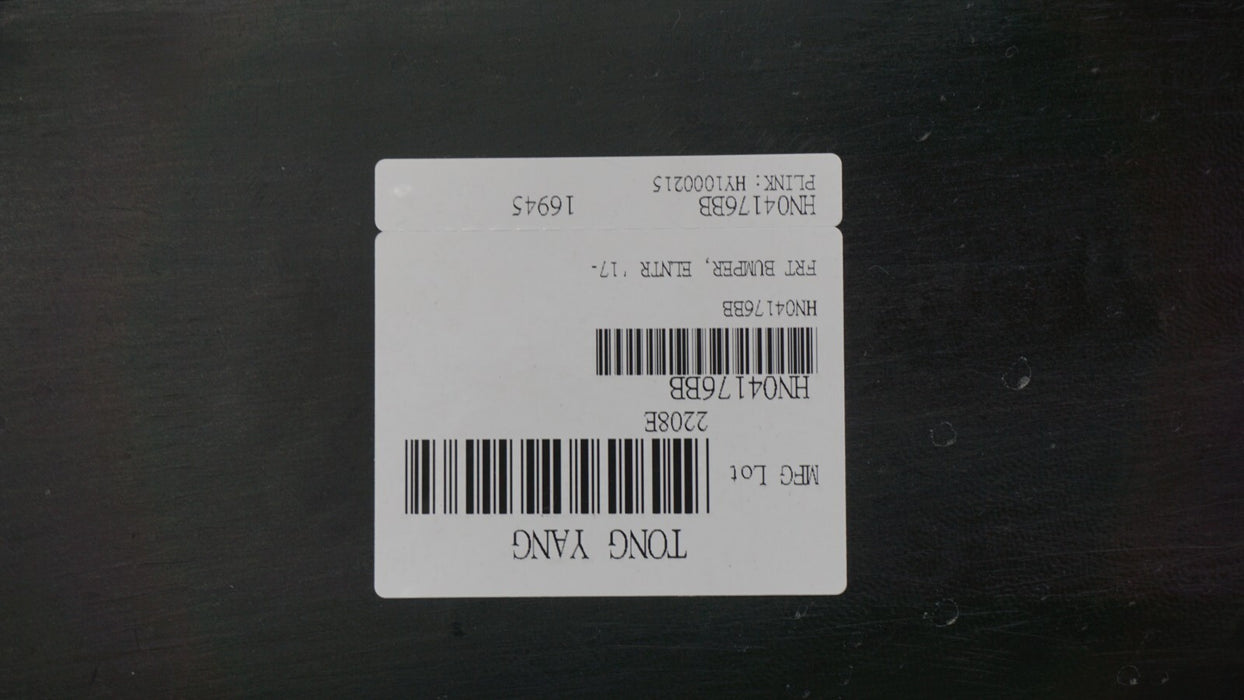 TONG YANG
MFG Lot
2208E
HN04176BB
HN04176BB
FRT BUMPER, ELNTR '17-
HN04176BB 16945
PLINK: HY1000215